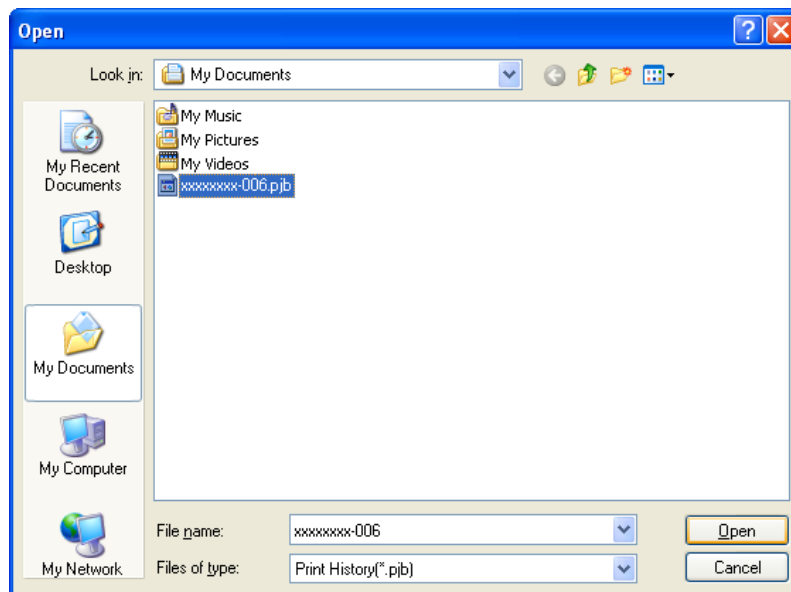 Open
Look in: My Documents
My Recent
Documents
Desktop
My Documents
My Computer
My Network
My Music
My Pictures
My Videos
xxxxxxxx-006.pjb
File name: xxxxxxxx-006 Open
Files of type: Print History(*.pjb) Cancel